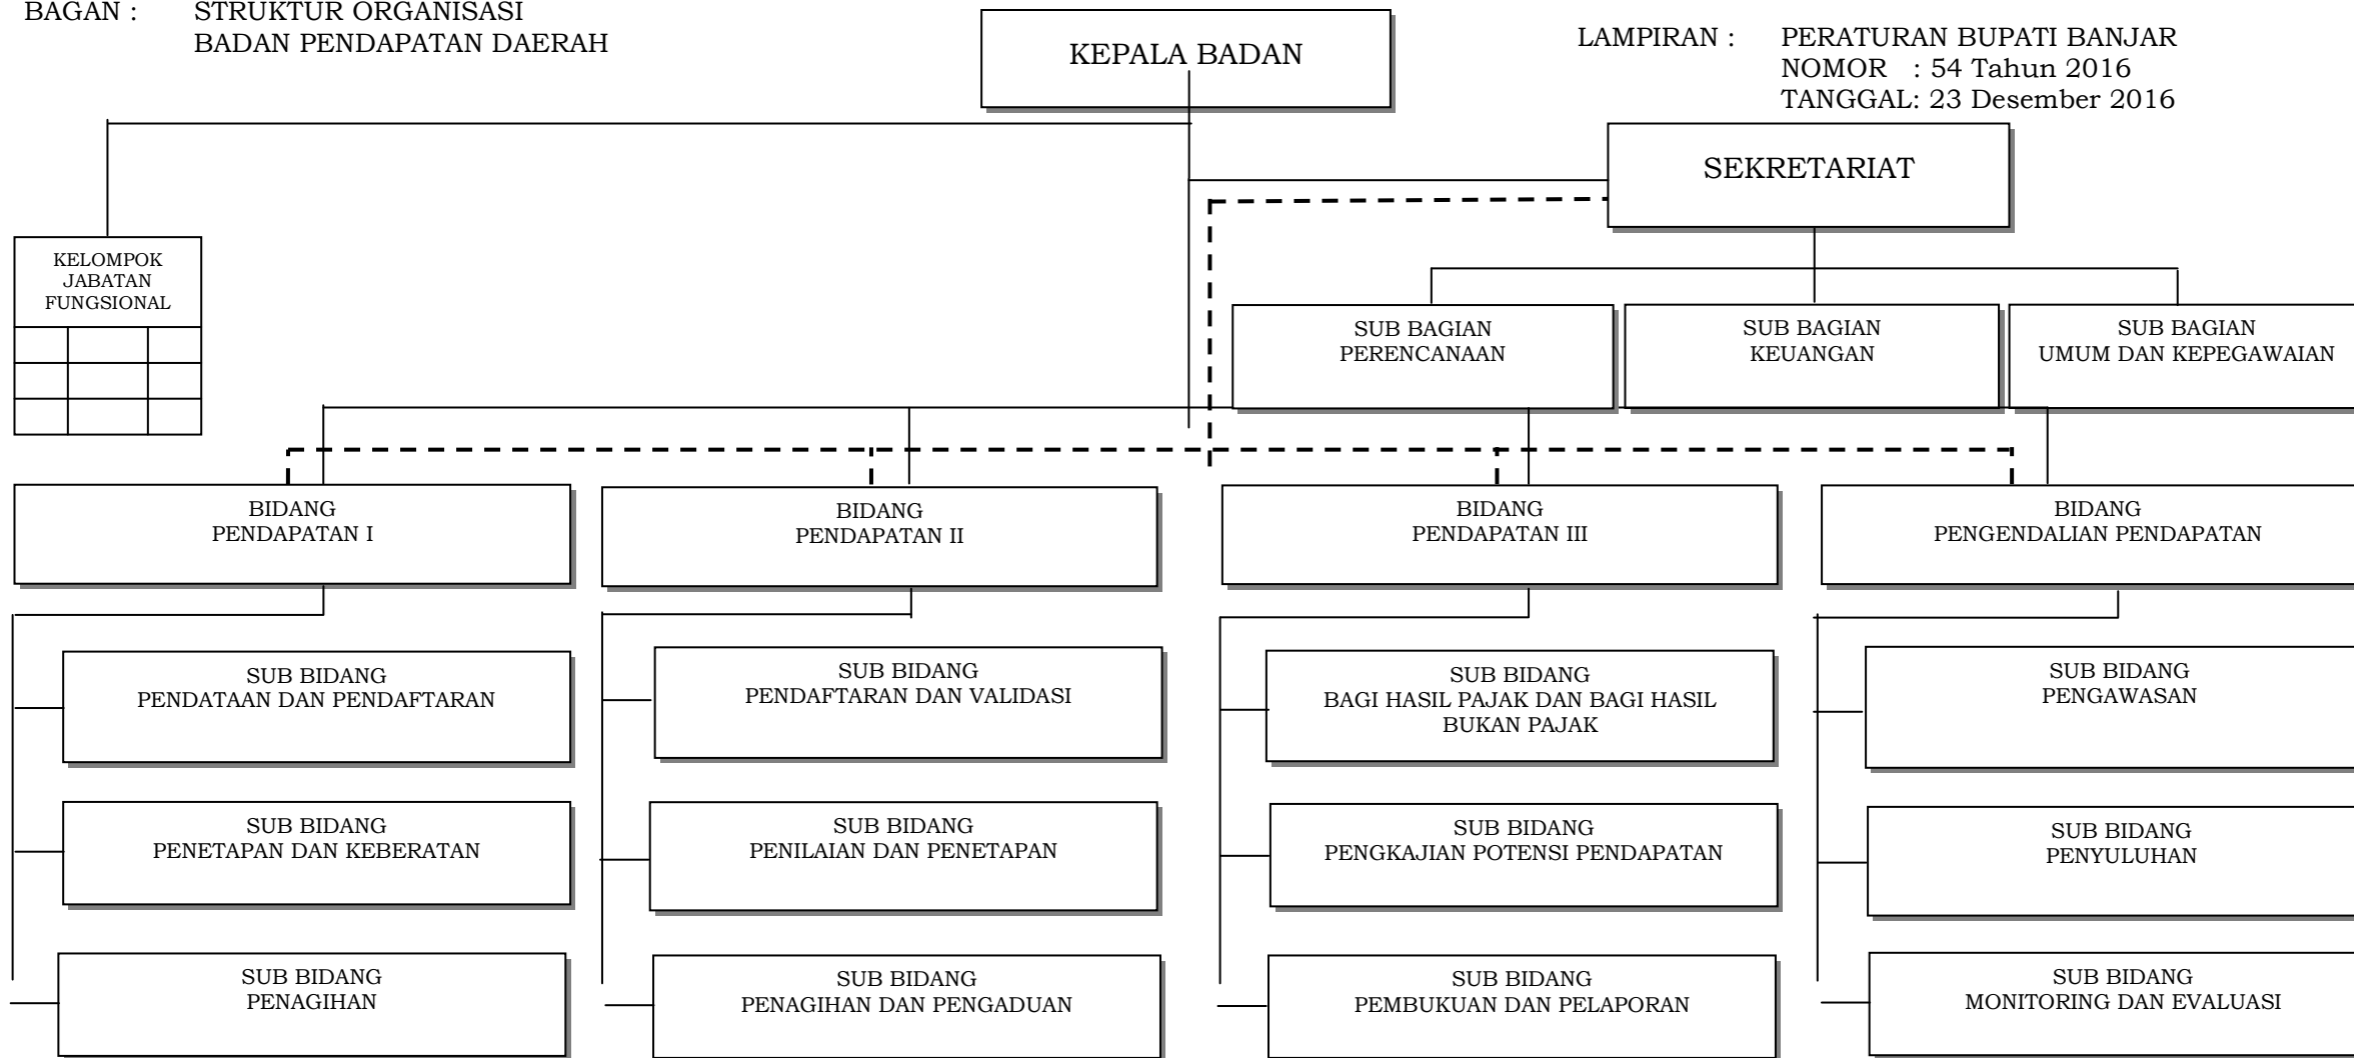 BAGAN : STRUKTUR ORGANISASI
BADAN PENDAPATAN DAERAH
KEPALA BADAN
LAMPIRAN : PERATURAN BUPATI BANJAR
NOMOR : 54 Tahun 2016
TANGGAL: 23 Desember 2016
SEKRETARIAT
KELOMPOK
JABATAN
FUNGSIONAL
SUB BAGIAN
PERENCANAAN
SUB BAGIAN
KEUANGAN
SUB BAGIAN
UMUM DAN KEPEGAWAIAN
BIDANG
PENDAPATAN I
BIDANG
PENDAPATAN II
BIDANG
PENDAPATAN III
BIDANG
PENGENDALIAN PENDAPATAN
SUB BIDANG
PENDATAAN DAN PENDAFTARAN
SUB BIDANG
PENDAFTARAN DAN VALIDASI
SUB BIDANG
BAGI HASIL PAJAK DAN BAGI HASIL
BUKAN PAJAK
SUB BIDANG
PENGAWASAN
SUB BIDANG
PENETAPAN DAN KEBERATAN
SUB BIDANG
PENILAIAN DAN PENETAPAN
SUB BIDANG
PENGKAJIAN POTENSI PENDAPATAN
SUB BIDANG
PENYULUHAN
SUB BIDANG
PENAGIHAN
SUB BIDANG
PENAGIHAN DAN PENGADUAN
SUB BIDANG
PEMBUKUAN DAN PELAPORAN
SUB BIDANG
MONITORING DAN EVALUASI